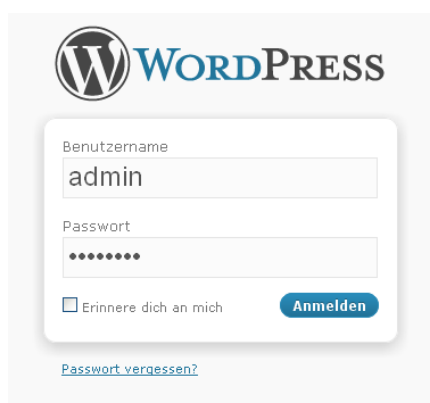 WORDPRESS
Benutzername
admin
Passwort
••••••••
Erinnere dich an mich
Anmelden
Passwort vergessen?